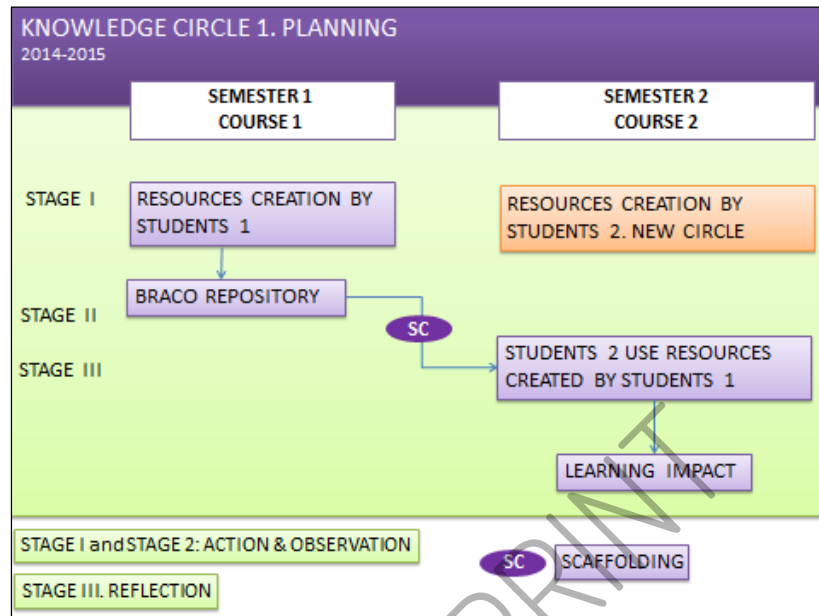 KNOWLEDGE CIRCLE 1. PLANNING
2014-2015
SEMESTER 1
COURSE 1
SEMESTER 2
COURSE 2
STAGE I
RESOURCES CREATION BY
STUDENTS 1
RESOURCES CREATION BY
STUDENTS 2. NEW CIRCLE
BRACO REPOSITORY
STAGE II
SC
STAGE III
STUDENTS 2 USE RESOURCES
CREATED BY STUDENTS 1
LEARNING IMPACT
STAGE I and STAGE 2: ACTION & OBSERVATION
SC
SCAFFOLDING
STAGE III. REFLECTION
PRINT